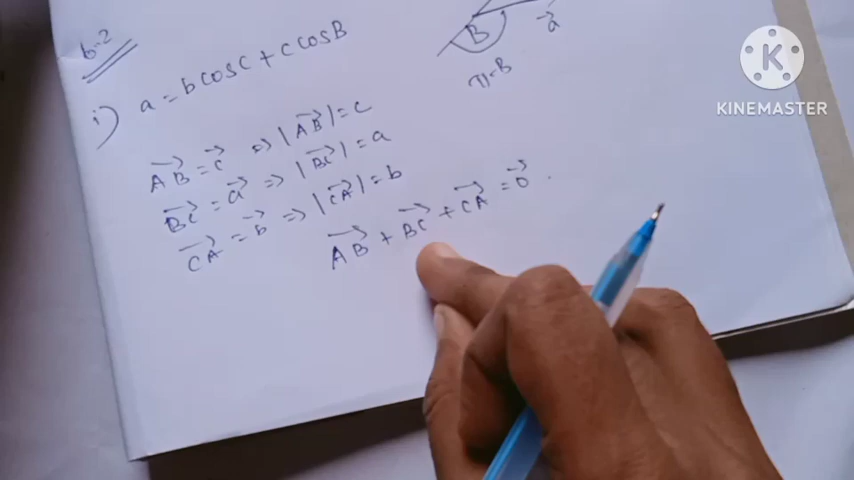 b-2
i) a = b cos C + c cos B
B
a⃗
π-B
AB⃗ = c⃗ ⇒ |AB⃗| = c
BC⃗ = a⃗ ⇒ |BC⃗| = a
CA⃗ = b⃗ ⇒ |CA⃗| = b
AB⃗ + BC⃗ + CA⃗ = 0⃗ .
K
KINEMASTER